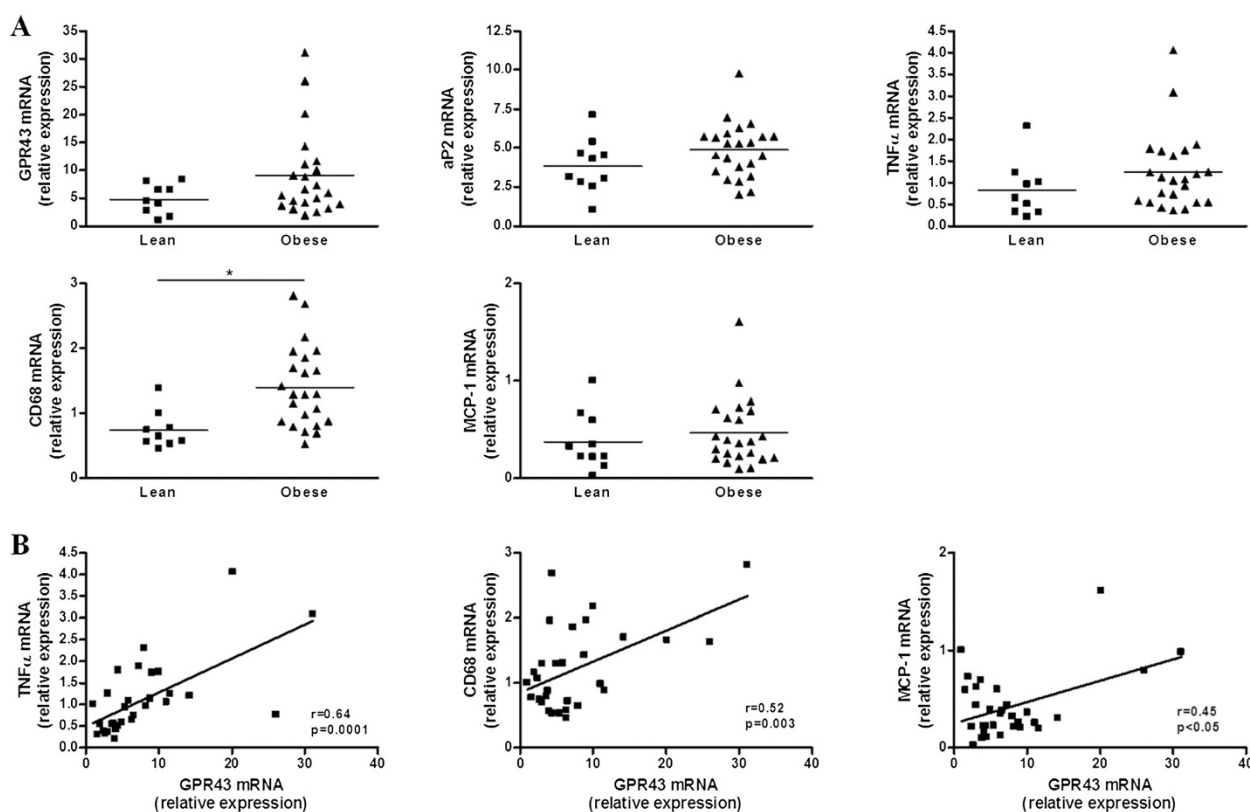 A
GPR43 mRNA
(relative expression)
35
30
25
20
15
10
5
0
Lean
Obese
aP2 mRNA
(relative expression)
12.5
10.0
7.5
5.0
2.5
0.0
Lean
Obese
TNFα mRNA
(relative expression)
4.5
4.0
3.5
3.0
2.5
2.0
1.5
1.0
0.5
0.0
Lean
Obese
CD68 mRNA
(relative expression)
3
2
1
0
*
Lean
Obese
MCP-1 mRNA
(relative expression)
2
1
0
Lean
Obese
B
TNFα mRNA
(relative expression)
4.5
4.0
3.5
3.0
2.5
2.0
1.5
1.0
0.5
0.0
r=0.64
p=0.0001
0
10
20
30
40
GPR43 mRNA
(relative expression)
CD68 mRNA
(relative expression)
3
2
1
0
r=0.52
p=0.003
0
10
20
30
40
GPR43 mRNA
(relative expression)
MCP-1 mRNA
(relative expression)
2
1
0
r=0.45
p<0.05
0
10
20
30
40
GPR43 mRNA
(relative expression)